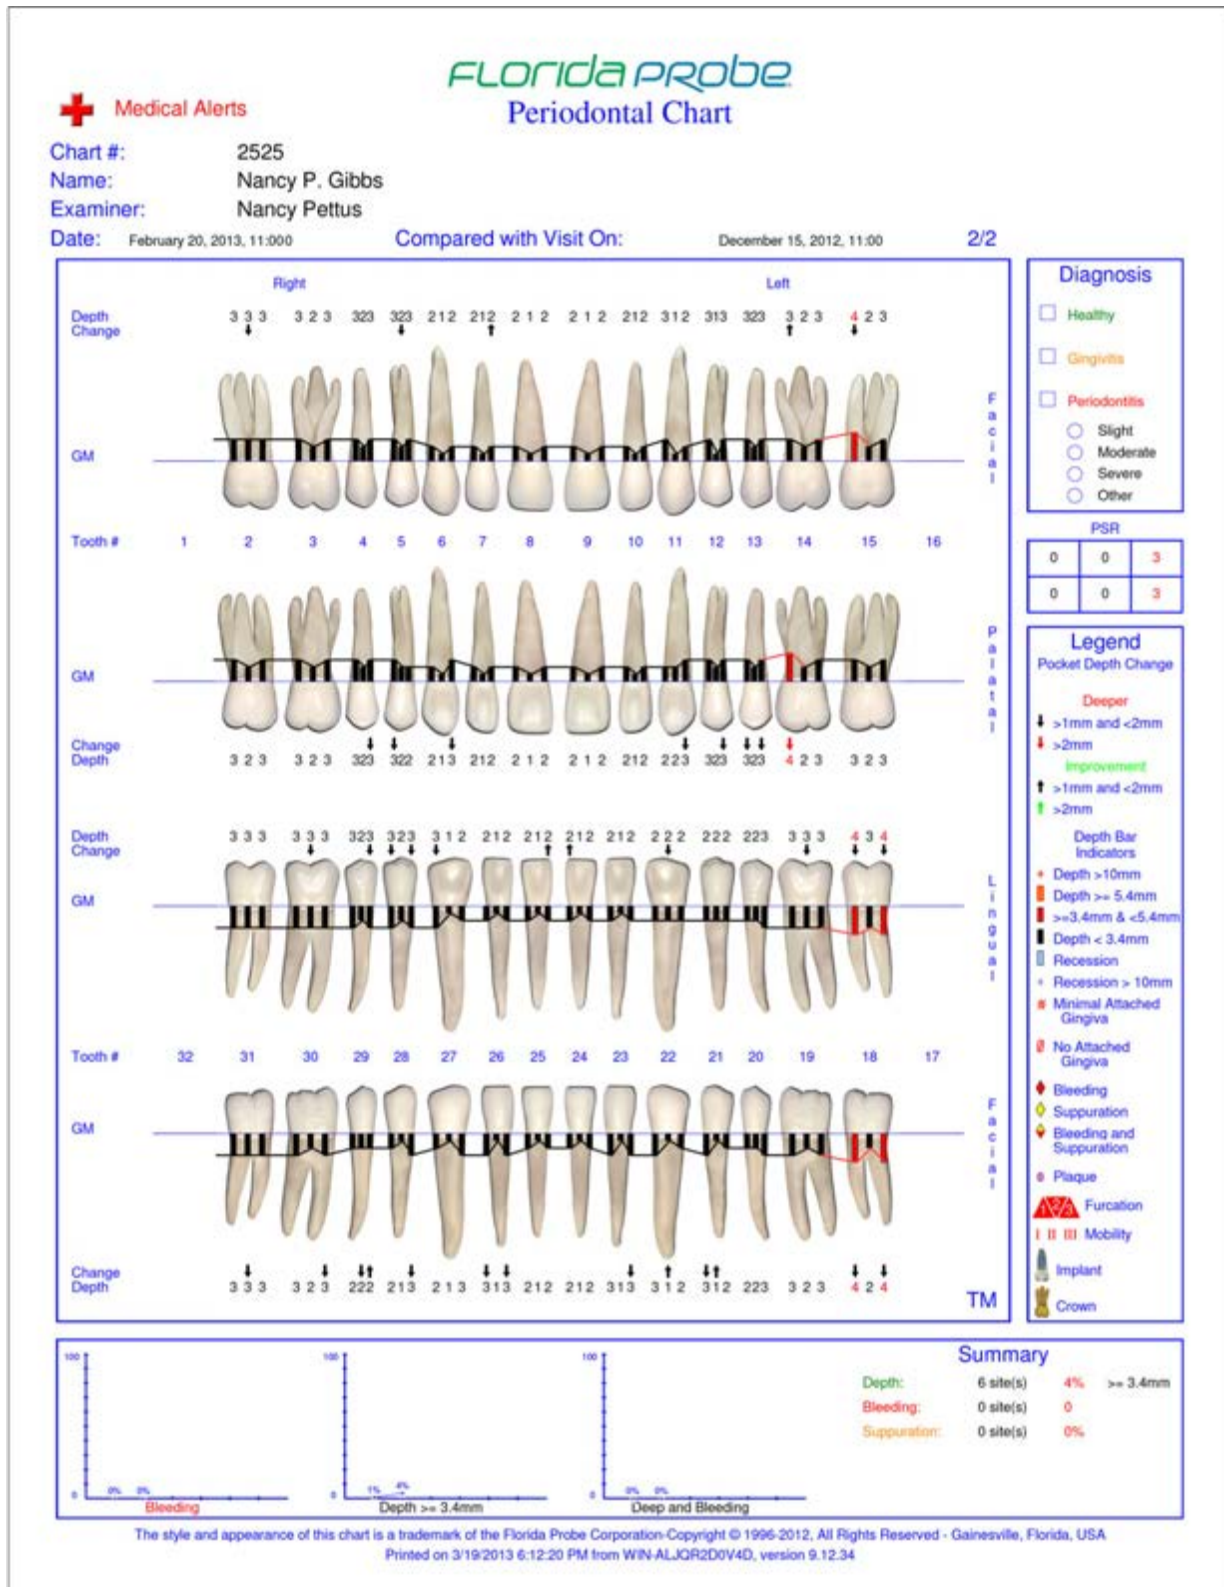 FLORIDA PROBE
Periodontal Chart
Medical Alerts
Chart #: 2525
Name: Nancy P. Gibbs
Examiner: Nancy Pettus
Date: February 20, 2013, 11:000 Compared with Visit On: December 15, 2012, 11:00 2/2
Right Left
Depth 3 3 3 3 2 3 323 323 212 212 2 1 2 2 1 2 212 312 313 323 3 2 3 4 2 3
Change
Facial
GM
Tooth # 1 2 3 4 5 6 7 8 9 10 11 12 13 14 15 16
Palatal
GM
Change
Depth 3 2 3 3 2 3 323 322 213 212 2 1 2 2 1 2 212 223 323 323 4 2 3 3 2 3
Depth 3 3 3 3 3 3 323 323 312 212 212 212 212 222 222 223 3 3 3 4 3 4
Change
Lingual
GM
Tooth # 32 31 30 29 28 27 26 25 24 23 22 21 20 19 18 17
Facial
GM
Change
Depth 3 3 3 3 2 3 222 213 213 313 212 212 313 312 312 223 3 2 3 4 2 4
TM
Diagnosis
Healthy
Gingivitis
Periodontitis
Slight
Moderate
Severe
Other
PSR
0 0 3
0 0 3
Legend
Pocket Depth Change
Deeper
>1mm and <2mm
>2mm
Improvement
>1mm and <2mm
>2mm
Depth Bar
Indicators
Depth >10mm
Depth >= 5.4mm
>=3.4mm & <5.4mm
Depth < 3.4mm
Recession
Recession > 10mm
Minimal Attached
Gingiva
No Attached
Gingiva
Bleeding
Suppuration
Bleeding and
Suppuration
Plaque
1 2 3 Furcation
I II III Mobility
Implant
Crown
100
0
0% 0%
Bleeding
100
0
1% 4%
Depth >= 3.4mm
100
0
0% 0%
Deep and Bleeding
Summary
Depth: 6 site(s) 4% >= 3.4mm
Bleeding: 0 site(s) 0
Suppuration: 0 site(s) 0%
The style and appearance of this chart is a trademark of the Florida Probe Corporation-Copyright © 1996-2012, All Rights Reserved - Gainesville, Florida, USA
Printed on 3/19/2013 6:12:20 PM from WIN-ALJQR2D0V4D, version 9.12.34